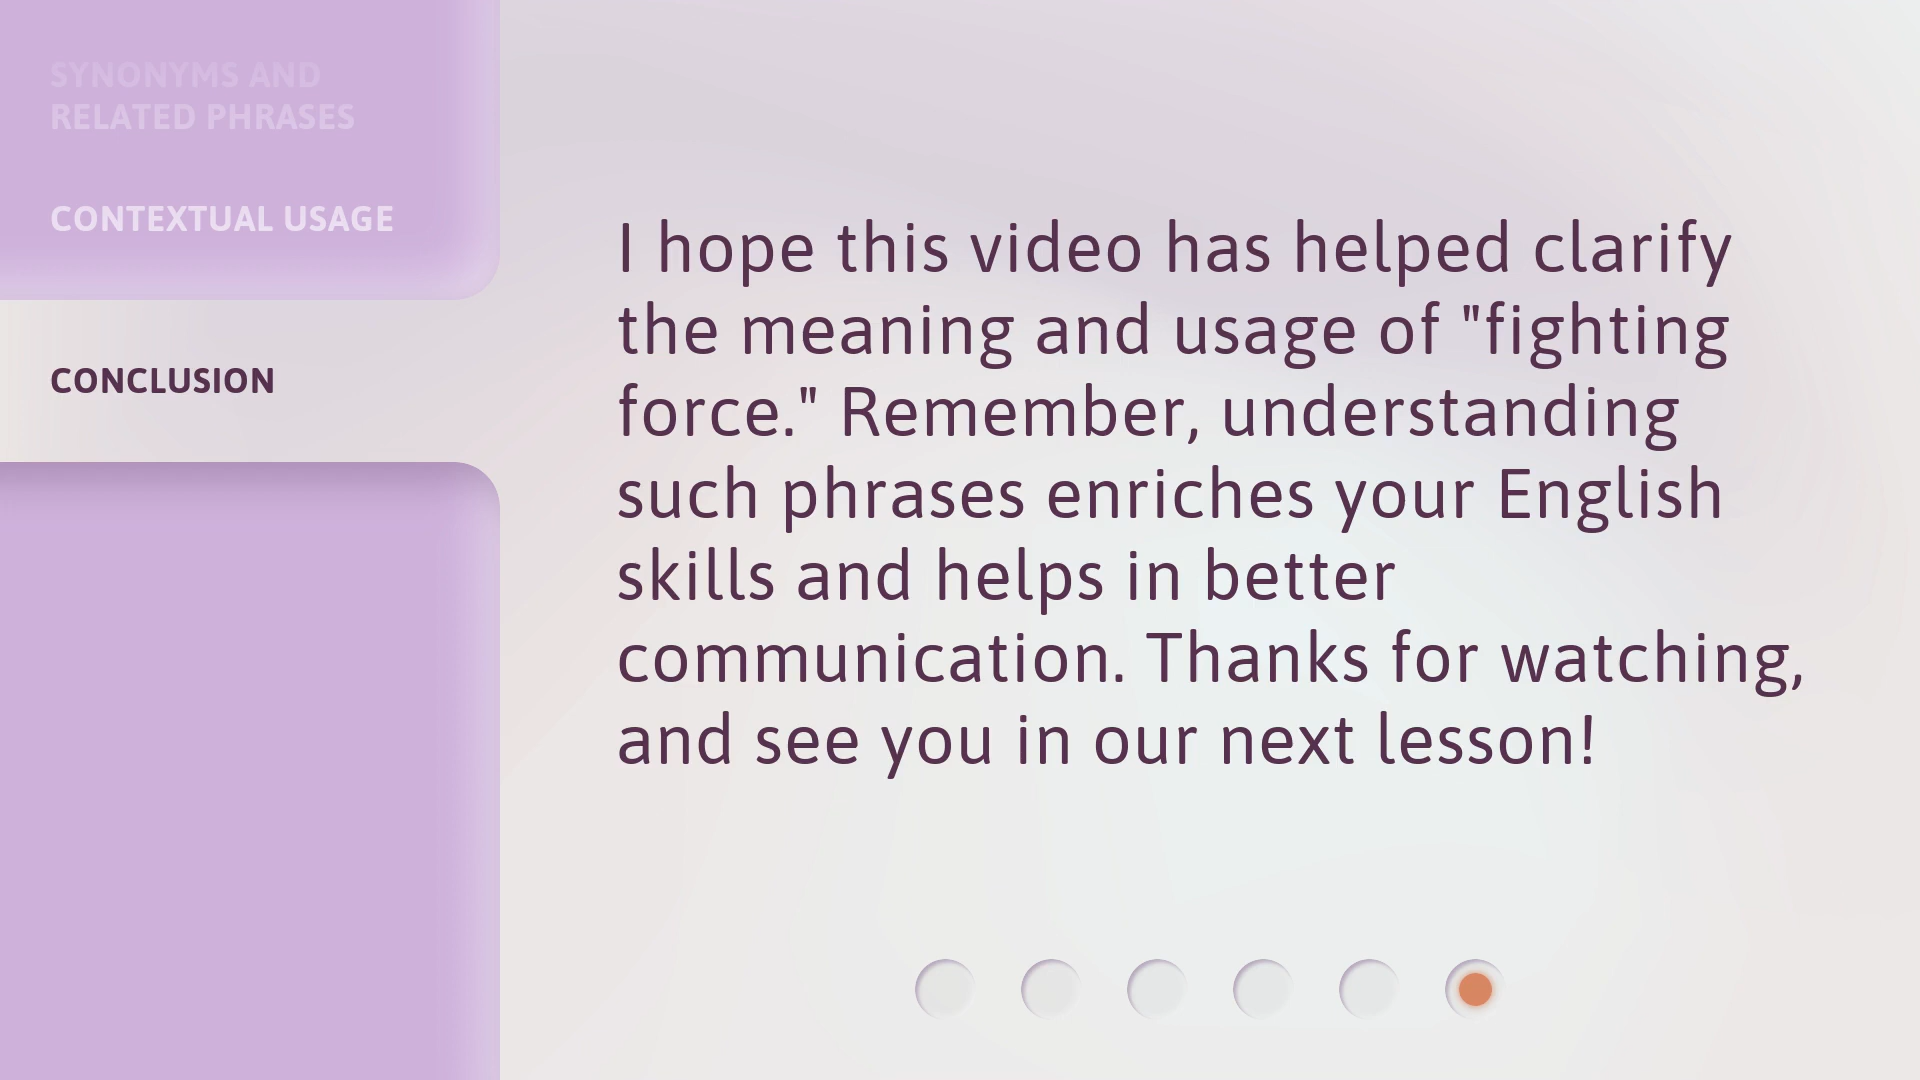 SYNONYMS AND
RELATED PHRASES
CONTEXTUAL USAGE
CONCLUSION
I hope this video has helped clarify
the meaning and usage of "fighting
force." Remember, understanding
such phrases enriches your English
skills and helps in better
communication. Thanks for watching,
and see you in our next lesson!